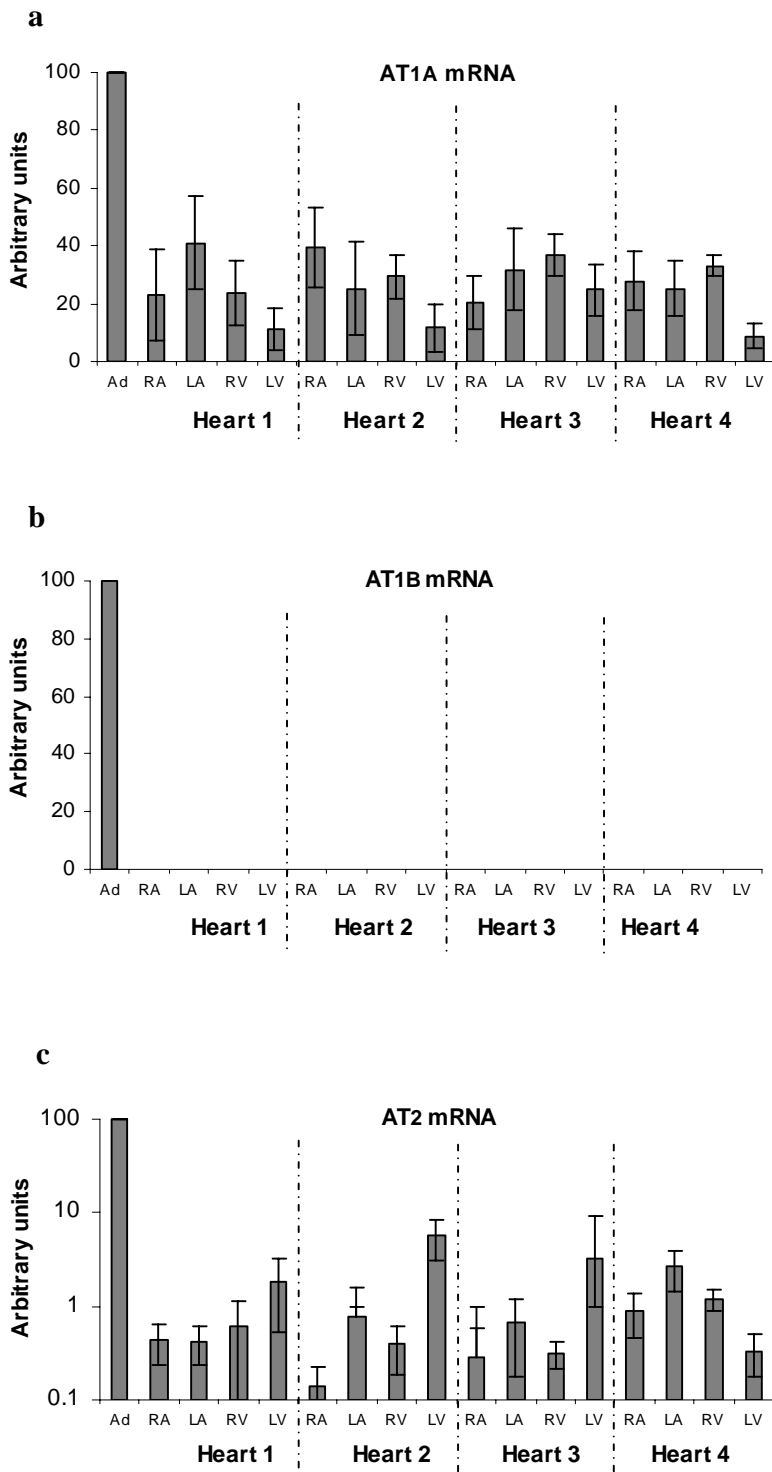 a
AT1A mRNA
100
80
60
40
20
0
Arbitrary units
Ad RA LA RV LV RA LA RV LV RA LA RV LV RA LA RV LV
Heart 1 Heart 2 Heart 3 Heart 4
b
AT1B mRNA
100
80
60
40
20
0
Arbitrary units
Ad RA LA RV LV RA LA RV LV RA LA RV LV RA LA RV LV
Heart 1 Heart 2 Heart 3 Heart 4
c
AT2 mRNA
100
10
1
0.1
Arbitrary units
Ad RA LA RV LV RA LA RV LV RA LA RV LV RA LA RV LV
Heart 1 Heart 2 Heart 3 Heart 4